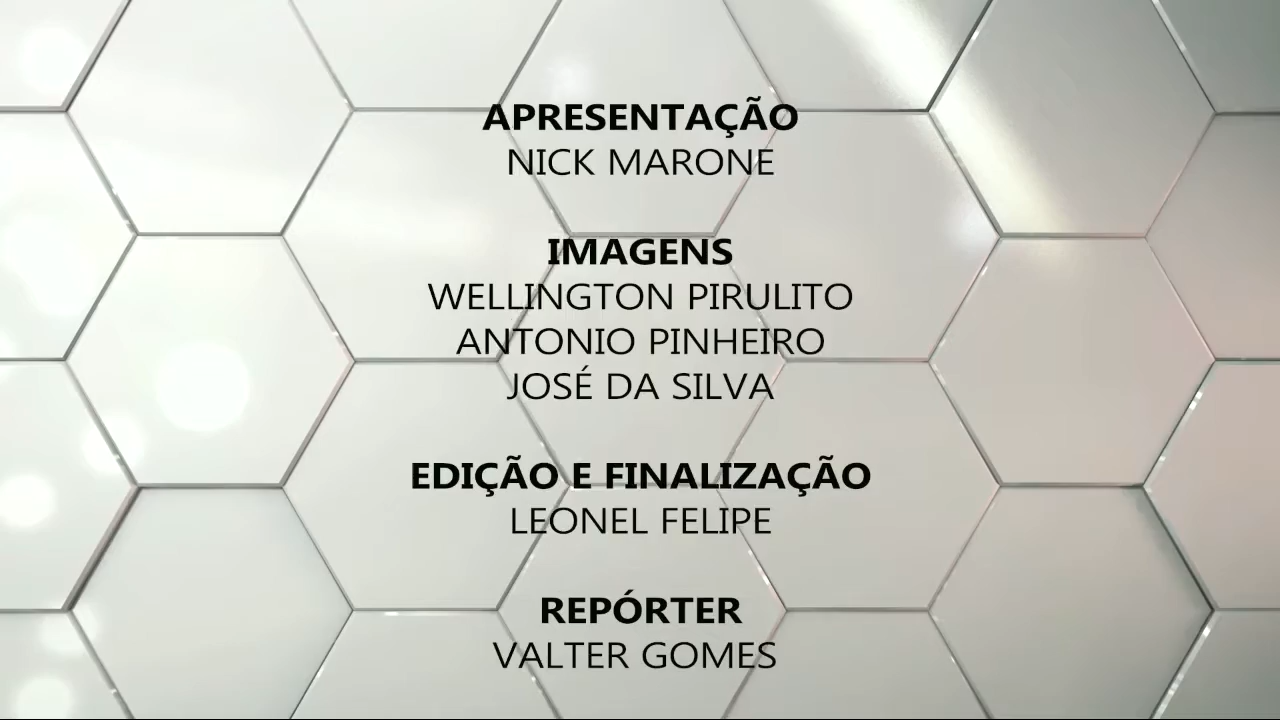 APRESENTAÇÃO
NICK MARONE
IMAGENS
WELLINGTON PIRULITO
ANTONIO PINHEIRO
JOSÉ DA SILVA
EDIÇÃO E FINALIZAÇÃO
LEONEL FELIPE
REPÓRTER
VALTER GOMES